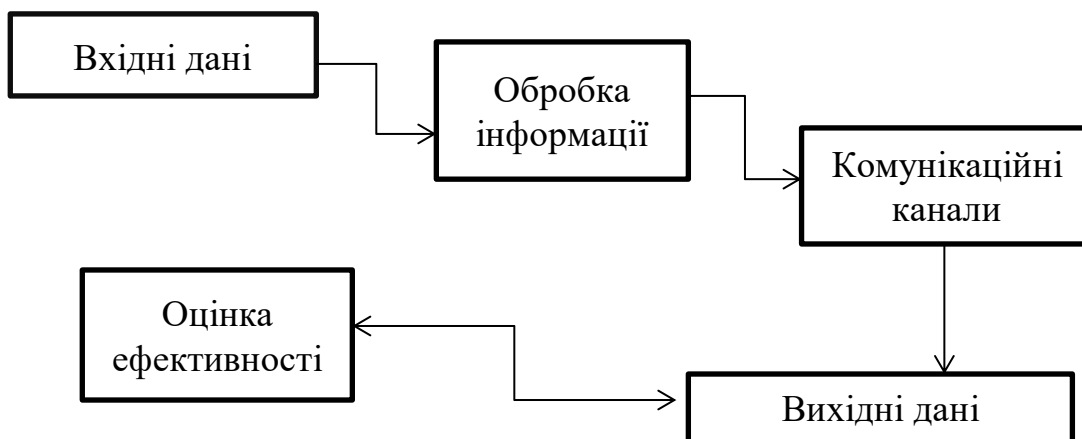 Вхідні дані
Обробка
інформації
Комунікаційні
канали
Оцінка
ефективності
Вихідні дані